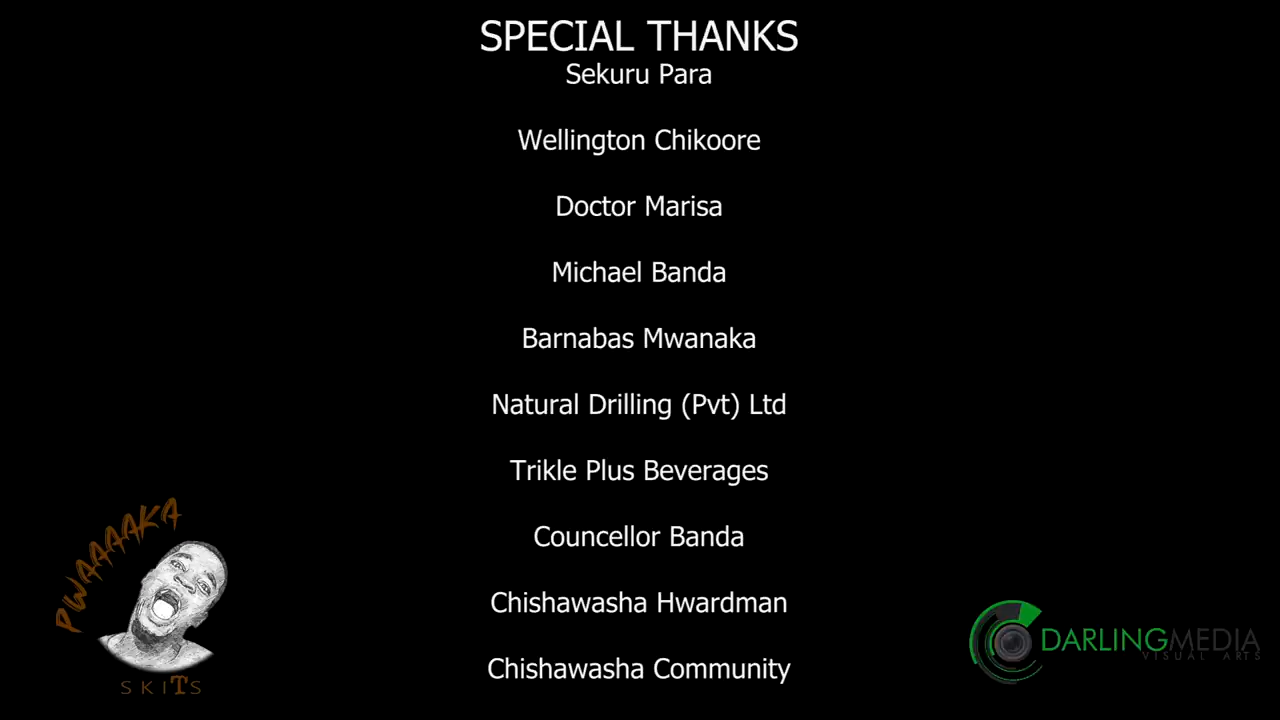 SPECIAL THANKS
Sekuru Para
Wellington Chikoore
Doctor Marisa
Michael Banda
Barnabas Mwanaka
Natural Drilling (Pvt) Ltd
Trikle Plus Beverages
Councellor Banda
Chishawasha Hwardman
Chishawasha Community
PWAAAAKA
SKITS
DARLINGMEDIA
VISUAL ARTS